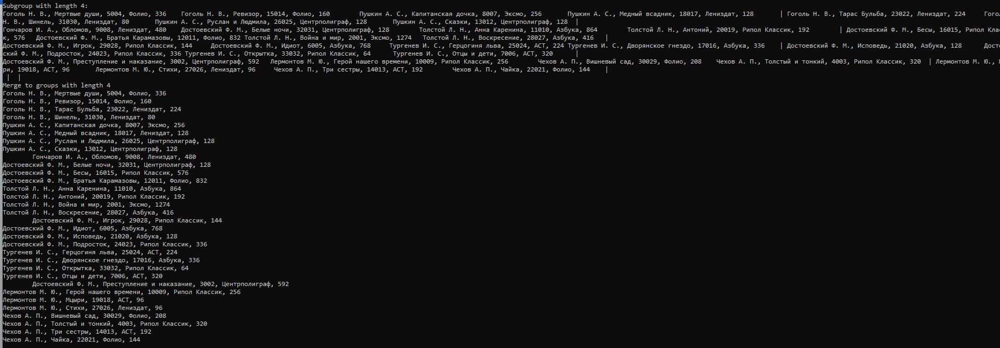 Subgroup with length 4:
Гоголь Н. В., Мертвые души, 5004, Фолио, 336    Гоголь Н. В., Ревизор, 15014, Фолио, 160    Пушкин А. С., Капитанская дочка, 8007, Эксмо, 256    Пушкин А. С., Медный всадник, 18017, Лениздат, 128    | Гоголь Н. В., Тарас Бульба, 23022, Лениздат, 224    Гого
Н. В., Шинель, 31030, Лениздат, 80    Пушкин А. С., Руслан и Людмила, 26025, Центрполиграф, 128    Пушкин А. С., Сказки, 13012, Центрполиграф, 128  |
Гончаров И. А., Обломов, 9008, Лениздат, 480    Достоевский Ф. М., Белые ночи, 32031, Центрполиграф, 128    Толстой Л. Н., Анна Каренина, 11010, Азбука, 864    Толстой Л. Н., Антоний, 20019, Рипол Классик, 192    | Достоевский Ф. М., Бесы, 16015, Рипол Клас
к, 576   Достоевский Ф. М., Братья Карамазовы, 12011, Фолио, 832 Толстой Л. Н., Война и мир, 2001, Эксмо, 1274   Толстой Л. Н., Воскресение, 28027, Азбука, 416   |
Достоевский Ф. М., Игрок, 29028, Рипол Классик, 144    Достоевский Ф. М., Идиот, 6005, Азбука, 768    Тургенев И. С., Герцогиня льва, 25024, АСТ, 224 Тургенев И. С., Дворянское гнездо, 17016, Азбука, 336    | Достоевский Ф. М., Исповедь, 21020, Азбука, 128    Дост
ский Ф. М., Подросток, 24023, Рипол Классик, 336 Тургенев И. С., Открытка, 33032, Рипол Классик, 64    Тургенев И. С., Отцы и дети, 7006, АСТ, 320    |
Достоевский Ф. М., Преступление и наказание, 3002, Центрполиграф, 592   Лермонтов М. Ю., Герой нашего времени, 10009, Рипол Классик, 256    Чехов А. П., Вишневый сад, 30029, Фолио, 208    Чехов А. П., Толстый и тонкий, 4003, Рипол Классик, 320  | Лермонтов М. Ю.,
ри, 19018, АСТ, 96    Лермонтов М. Ю., Стихи, 27026, Лениздат, 96    Чехов А. П., Три сестры, 14013, АСТ, 192    Чехов А. П., Чайка, 22021, Фолио, 144    |
|  |
Merge to groups with length 4
Гоголь Н. В., Мертвые души, 5004, Фолио, 336
Гоголь Н. В., Ревизор, 15014, Фолио, 160
Гоголь Н. В., Тарас Бульба, 23022, Лениздат, 224
Гоголь Н. В., Шинель, 31030, Лениздат, 80
Пушкин А. С., Капитанская дочка, 8007, Эксмо, 256
Пушкин А. С., Медный всадник, 18017, Лениздат, 128
Пушкин А. С., Руслан и Людмила, 26025, Центрполиграф, 128
Пушкин А. С., Сказки, 13012, Центрполиграф, 128
Гончаров И. А., Обломов, 9008, Лениздат, 480
Достоевский Ф. М., Белые ночи, 32031, Центрполиграф, 128
Достоевский Ф. М., Бесы, 16015, Рипол Классик, 576
Достоевский Ф. М., Братья Карамазовы, 12011, Фолио, 832
Толстой Л. Н., Анна Каренина, 11010, Азбука, 864
Толстой Л. Н., Антоний, 20019, Рипол Классик, 192
Толстой Л. Н., Война и мир, 2001, Эксмо, 1274
Толстой Л. Н., Воскресение, 28027, Азбука, 416
Достоевский Ф. М., Игрок, 29028, Рипол Классик, 144
Достоевский Ф. М., Идиот, 6005, Азбука, 768
Достоевский Ф. М., Исповедь, 21020, Азбука, 128
Достоевский Ф. М., Подросток, 24023, Рипол Классик, 336
Тургенев И. С., Герцогиня льва, 25024, АСТ, 224
Тургенев И. С., Дворянское гнездо, 17016, Азбука, 336
Тургенев И. С., Открытка, 33032, Рипол Классик, 64
Тургенев И. С., Отцы и дети, 7006, АСТ, 320
Достоевский Ф. М., Преступление и наказание, 3002, Центрполиграф, 592
Лермонтов М. Ю., Герой нашего времени, 10009, Рипол Классик, 256
Лермонтов М. Ю., Мцыри, 19018, АСТ, 96
Лермонтов М. Ю., Стихи, 27026, Лениздат, 96
Чехов А. П., Вишневый сад, 30029, Фолио, 208
Чехов А. П., Толстый и тонкий, 4003, Рипол Классик, 320
Чехов А. П., Три сестры, 14013, АСТ, 192
Чехов А. П., Чайка, 22021, Фолио, 144